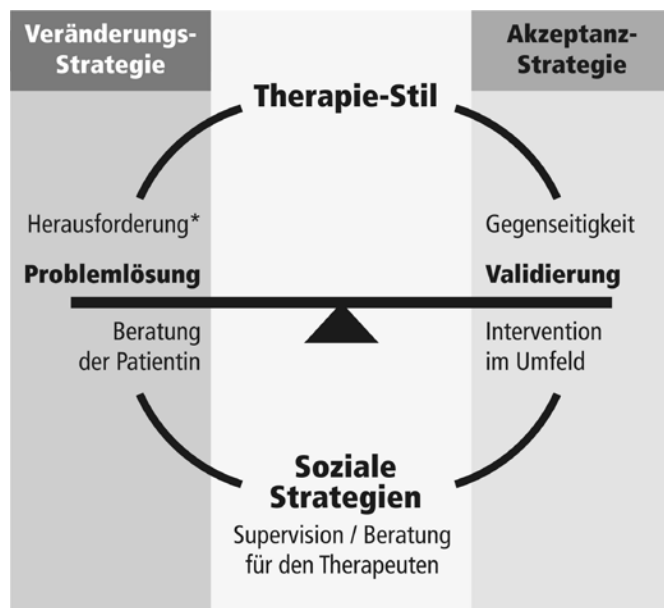 Veränderungs-
Strategie
Akzeptanz-
Strategie
Therapie-Stil
Herausforderung*
Gegenseitigkeit
Problemlösung
Validierung
Beratung
der Patientin
Intervention
im Umfeld
Soziale
Strategien
Supervision / Beratung
für den Therapeuten